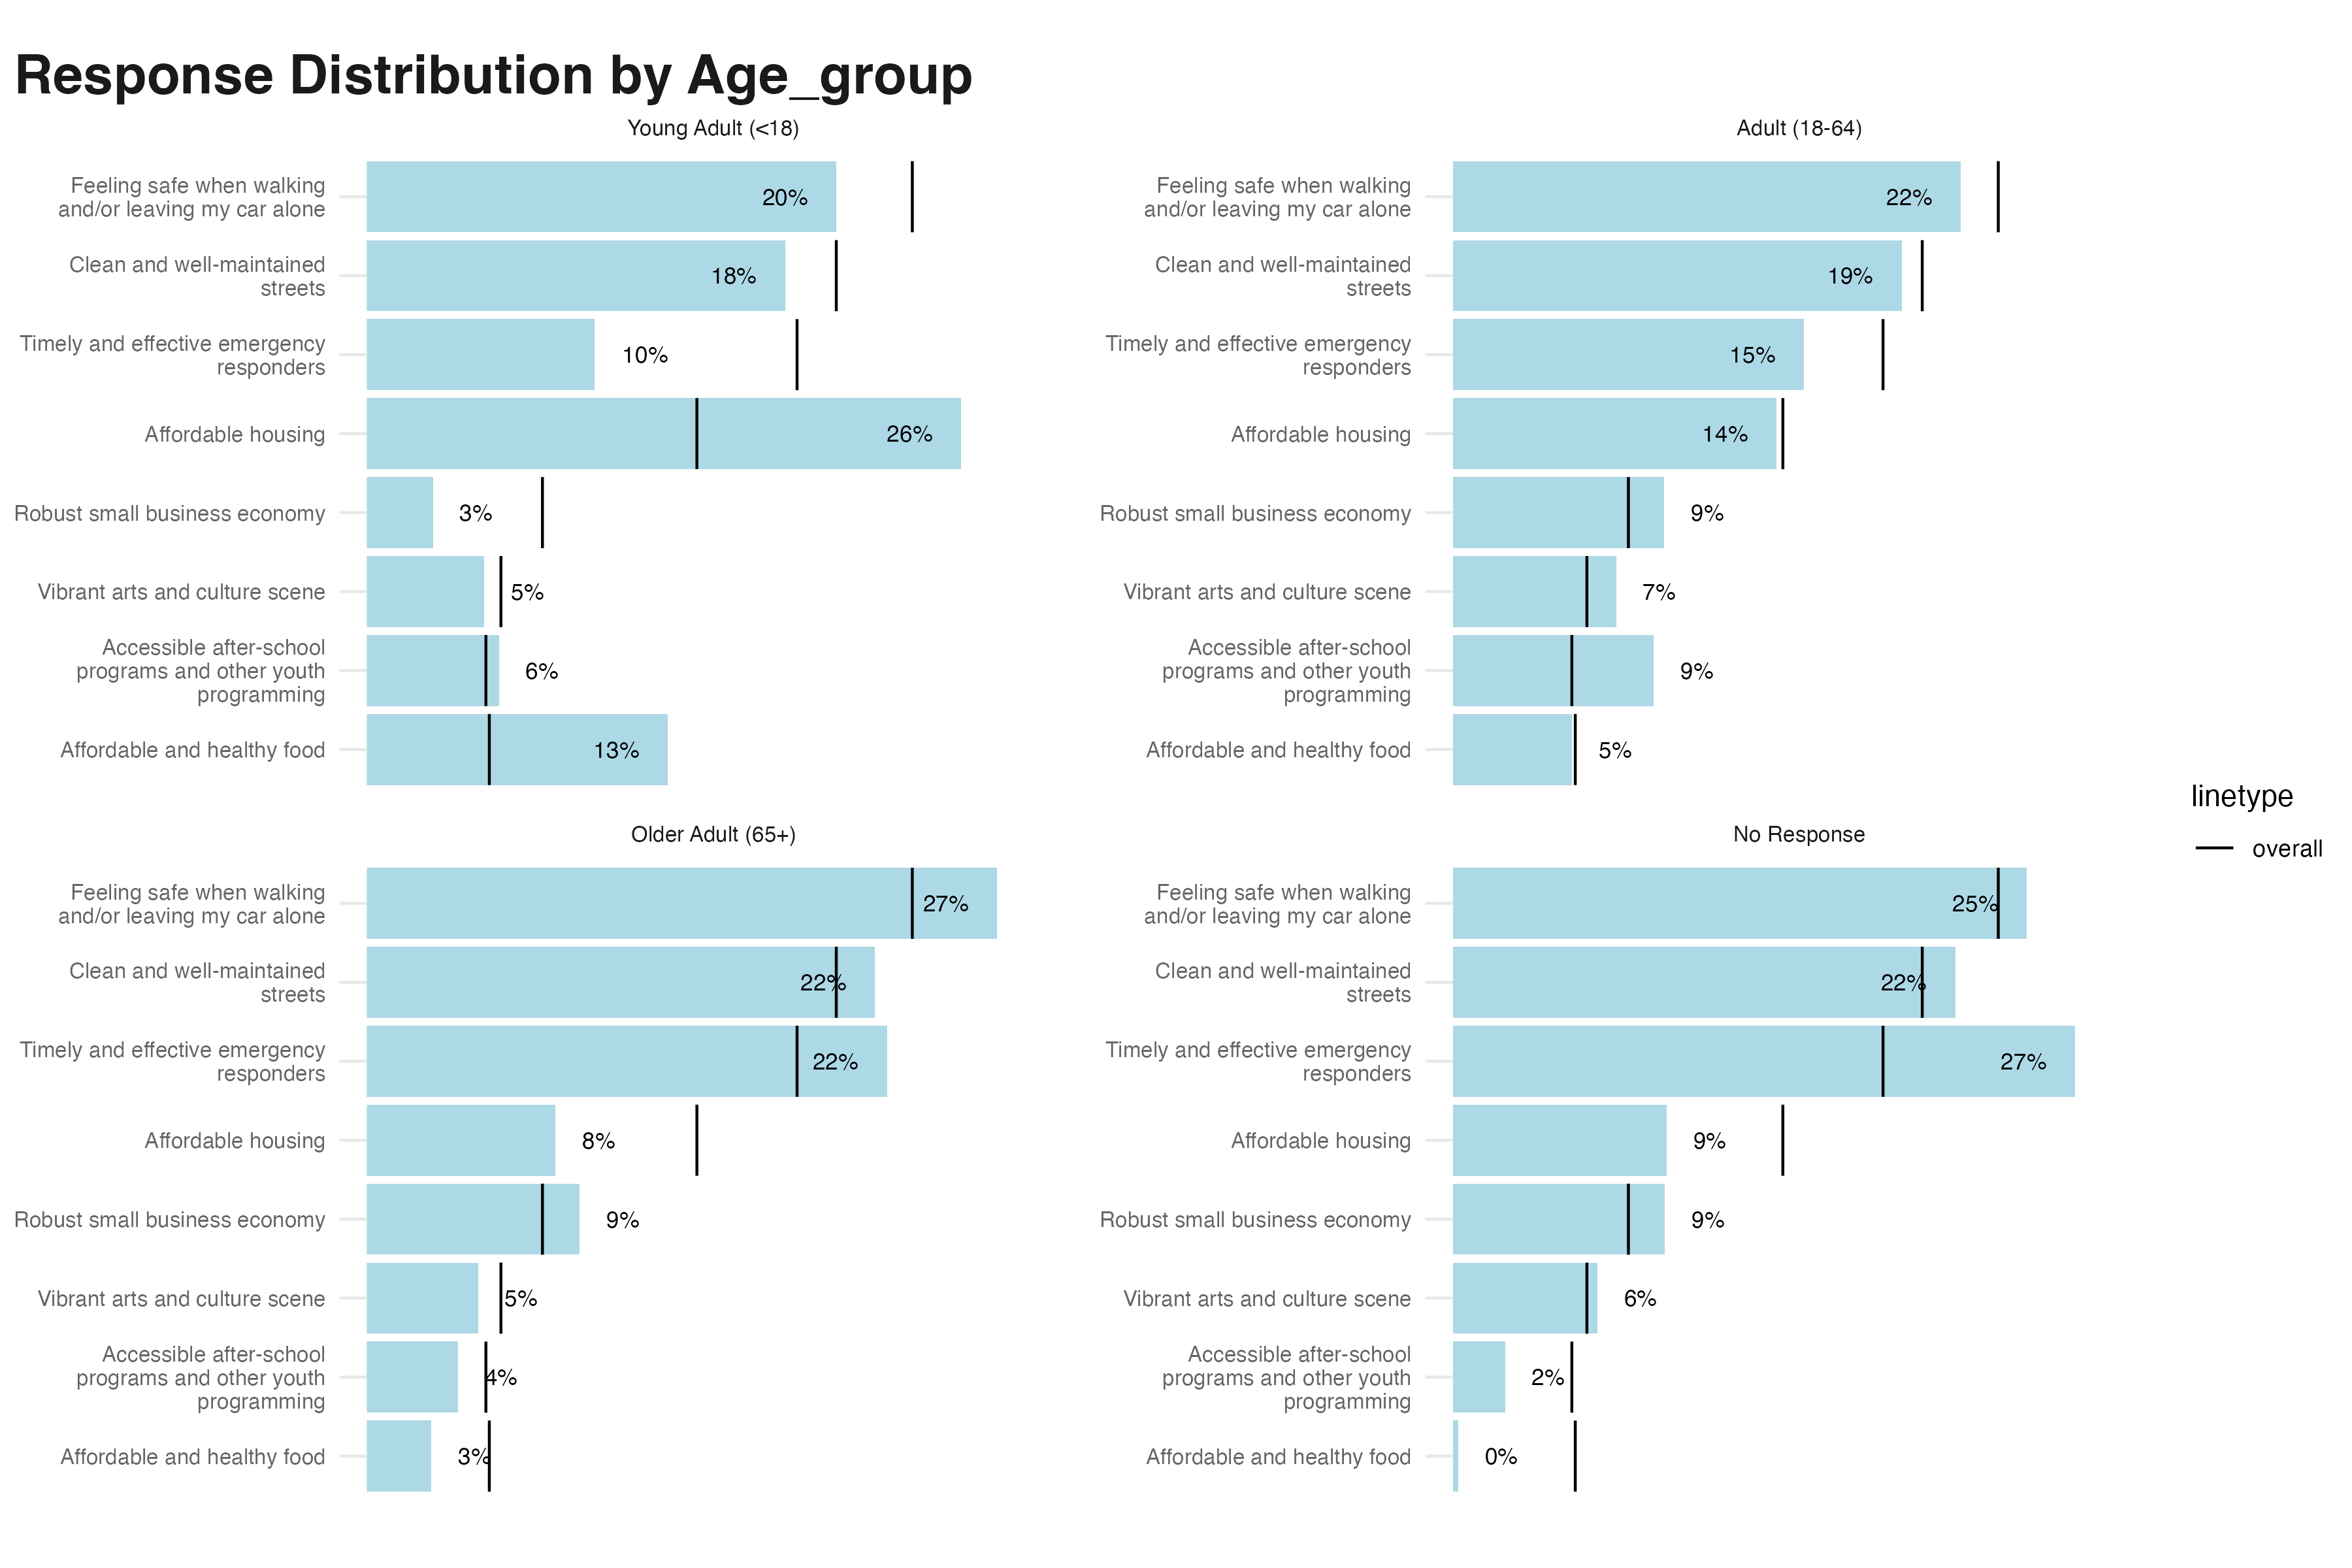 Response Distribution by Age_group
Young Adult (<18)
Feeling safe when walking
and/or leaving my car alone
20%
Clean and well-maintained
streets
18%
Timely and effective emergency
responders
10%
Affordable housing
26%
Robust small business economy
3%
Vibrant arts and culture scene
5%
Accessible after-school
programs and other youth
programming
6%
Affordable and healthy food
13%
Adult (18-64)
Feeling safe when walking
and/or leaving my car alone
22%
Clean and well-maintained
streets
19%
Timely and effective emergency
responders
15%
Affordable housing
14%
Robust small business economy
9%
Vibrant arts and culture scene
7%
Accessible after-school
programs and other youth
programming
9%
Affordable and healthy food
5%
Older Adult (65+)
Feeling safe when walking
and/or leaving my car alone
27%
Clean and well-maintained
streets
22%
Timely and effective emergency
responders
22%
Affordable housing
8%
Robust small business economy
9%
Vibrant arts and culture scene
5%
Accessible after-school
programs and other youth
programming
4%
Affordable and healthy food
3%
No Response
Feeling safe when walking
and/or leaving my car alone
25%
Clean and well-maintained
streets
22%
Timely and effective emergency
responders
27%
Affordable housing
9%
Robust small business economy
9%
Vibrant arts and culture scene
6%
Accessible after-school
programs and other youth
programming
2%
Affordable and healthy food
0%
linetype
overall